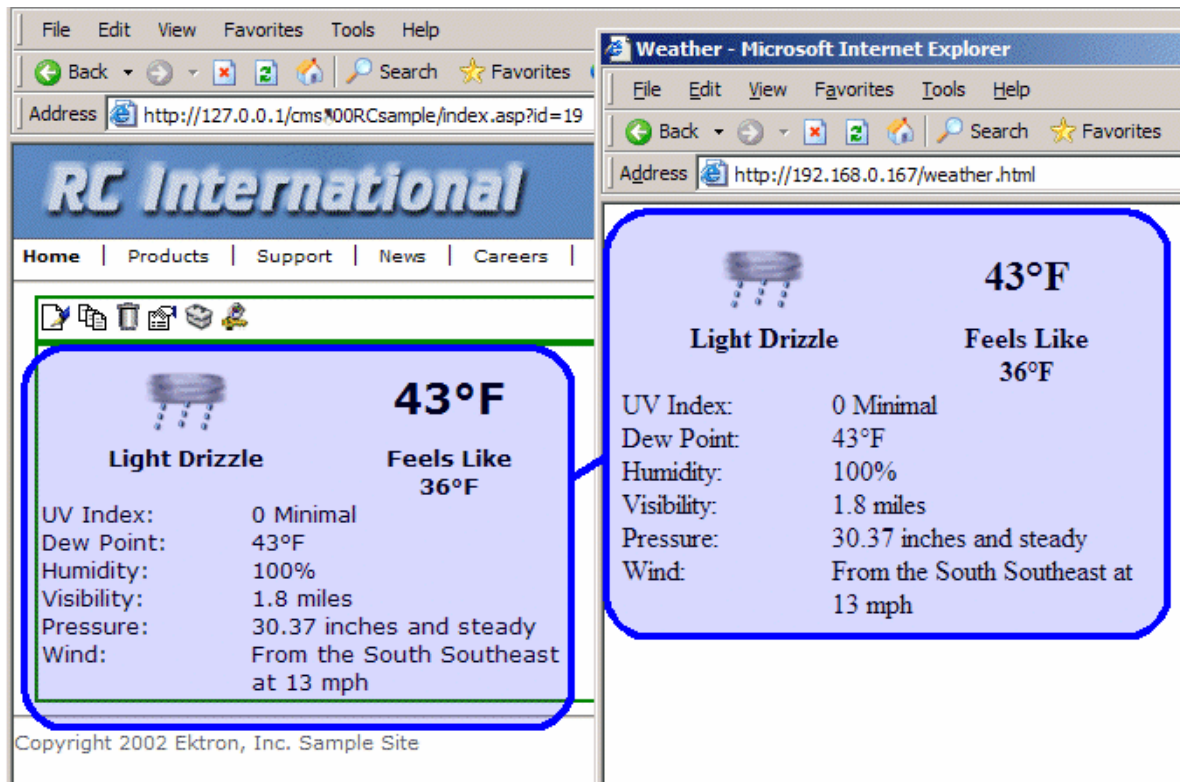 File Edit View Favorites Tools Help
Back Search Favorites
Address http://127.0.0.1/cms300RCsample/index.asp?id=19
RC International
Home | Products | Support | News | Careers |
43°F
Light Drizzle Feels Like
36°F
UV Index: 0 Minimal
Dew Point: 43°F
Humidity: 100%
Visibility: 1.8 miles
Pressure: 30.37 inches and steady
Wind: From the South Southeast
at 13 mph
Copyright 2002 Ektron, Inc. Sample Site
Weather - Microsoft Internet Explorer
File Edit View Favorites Tools Help
Back Search Favorites
Address http://192.168.0.167/weather.html
43°F
Light Drizzle Feels Like
36°F
UV Index: 0 Minimal
Dew Point: 43°F
Humidity: 100%
Visibility: 1.8 miles
Pressure: 30.37 inches and steady
Wind: From the South Southeast at
13 mph